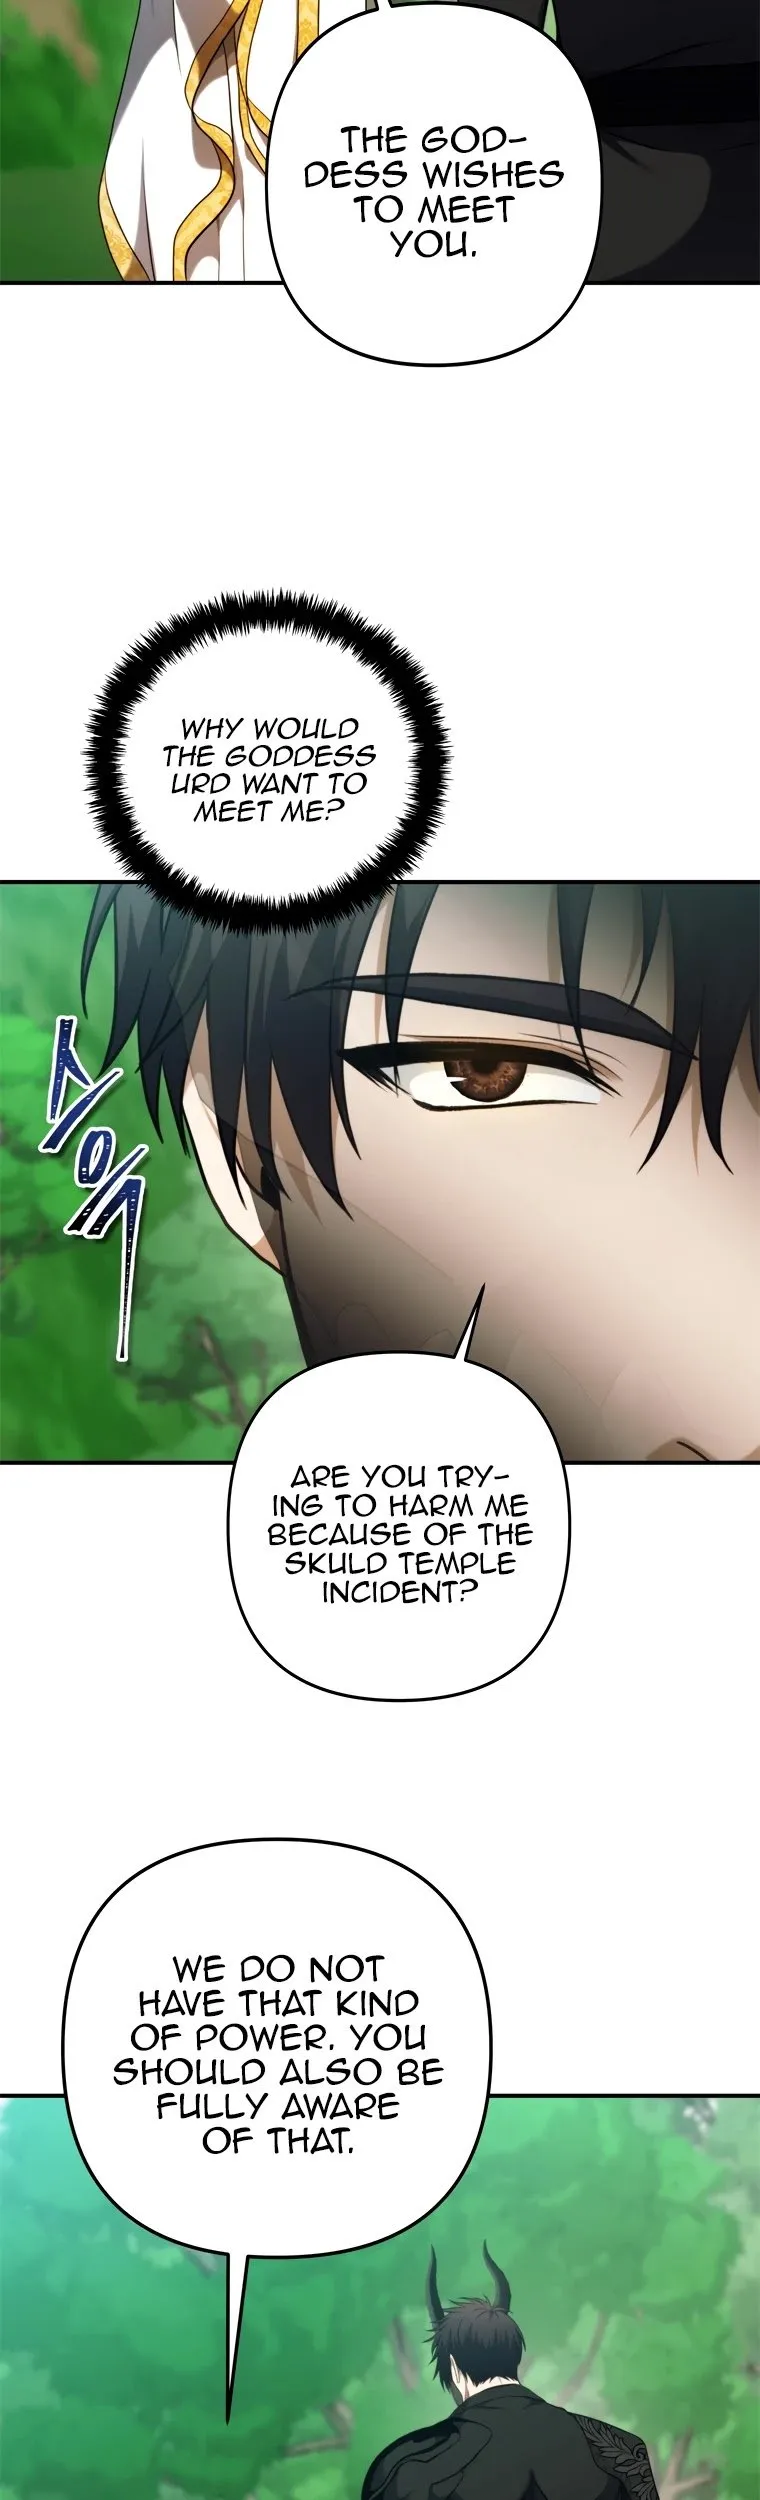 THE GOD-
DESS WISHES
TO MEET
YOU.
WHY WOULD
THE GODDESS
URD WANT TO
MEET ME?
ARE YOU TRY-
ING TO HARM ME
BECAUSE OF THE
SKULD TEMPLE
INCIDENT?
WE DO NOT
HAVE THAT KIND
OF POWER. YOU
SHOULD ALSO BE
FULLY AWARE
OF THAT.